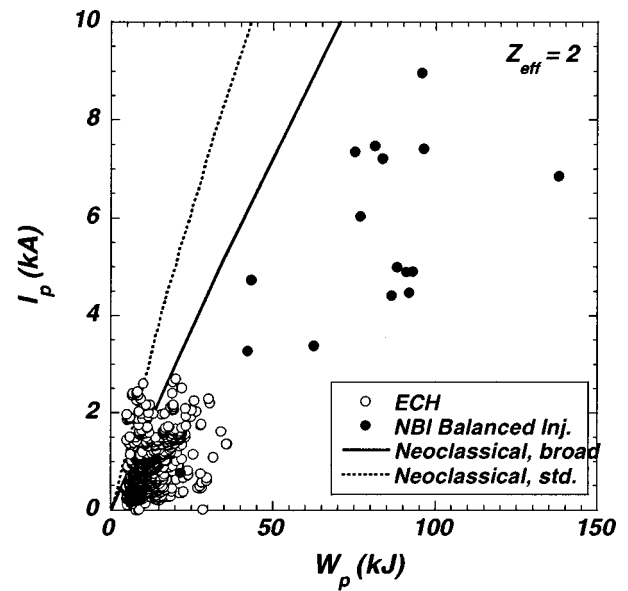 10
8
6
4
2
0
I_p (kA)
Z_eff = 2
ECH
NBI Balanced Inj.
Neoclassical, broad
Neoclassical, std.
0 50 100 150
W_p (kJ)